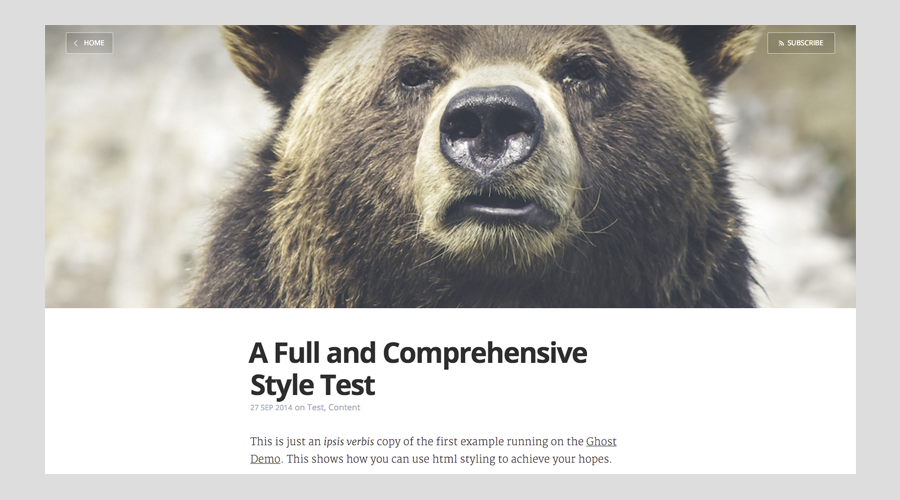 HOME
SUBSCRIBE
A Full and Comprehensive
Style Test
27 SEP 2014 on Test, Content
This is just an ipsis verbis copy of the first example running on the Ghost
Demo. This shows how you can use html styling to achieve your hopes.